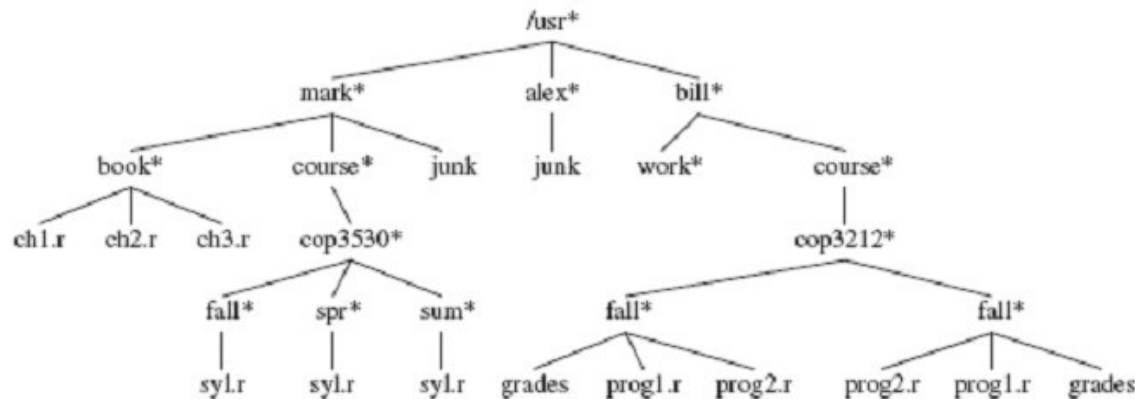 /usr*
mark* alex* bill*
book* course* junk junk work* course*
ch1.r ch2.r ch3.r cop3530* cop3212*
fall* spr* sum* fall* fall*
syl.r syl.r syl.r grades prog1.r prog2.r prog2.r prog1.r grades